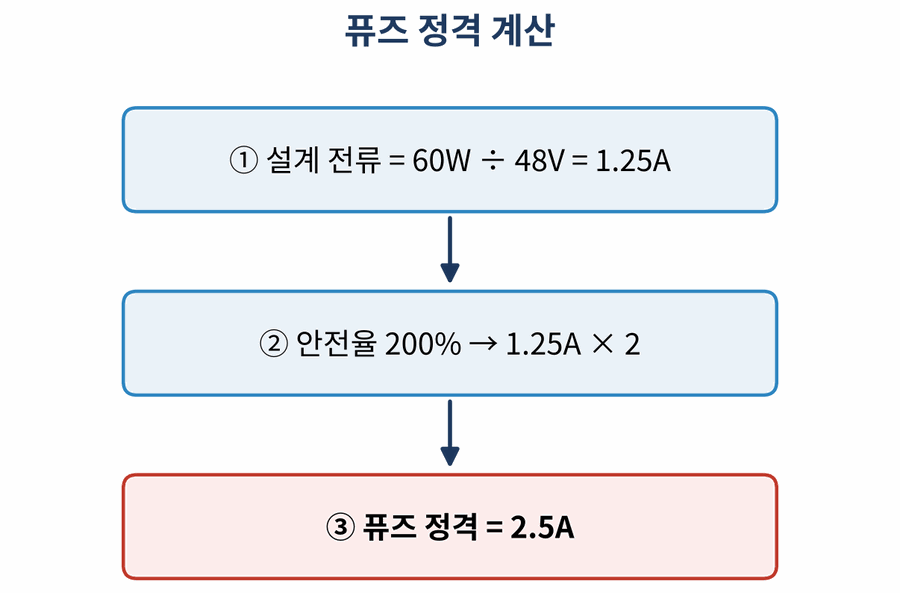 퓨즈 정격 계산
① 설계 전류 = 60W ÷ 48V = 1.25A
② 안전율 200% → 1.25A × 2
③ 퓨즈 정격 = 2.5A